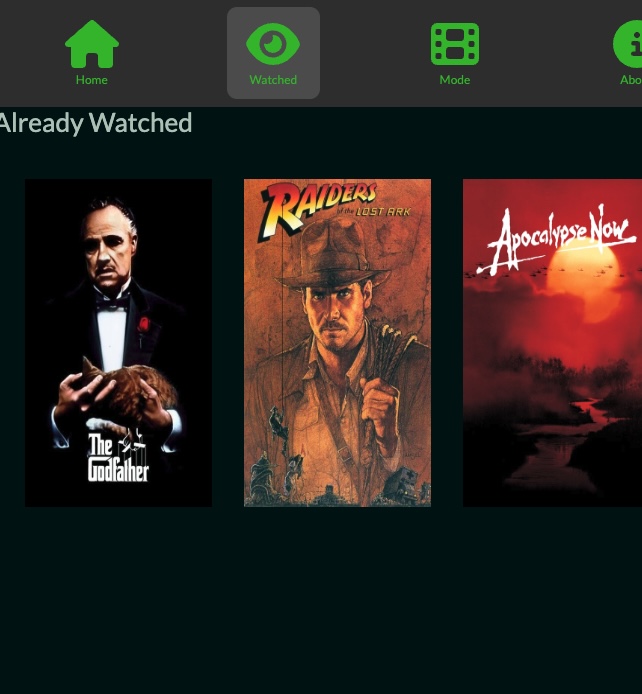 Home
Watched
Mode
Abo
Already Watched
The
Godfather
RAIDERS
of the LOST ARK
Apocalypse Now